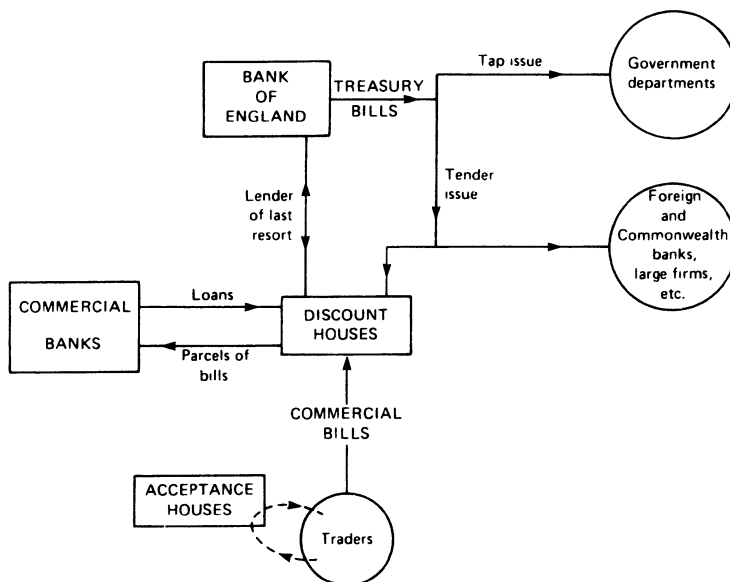 BANK
OF
ENGLAND
TREASURY
BILLS
Tap issue
Government
departments
Tender
issue
Lender
of last
resort
Foreign
and
Commonwealth
banks,
large firms,
etc.
COMMERCIAL
BANKS
Loans
Parcels of
bills
DISCOUNT
HOUSES
COMMERCIAL
BILLS
ACCEPTANCE
HOUSES
Traders